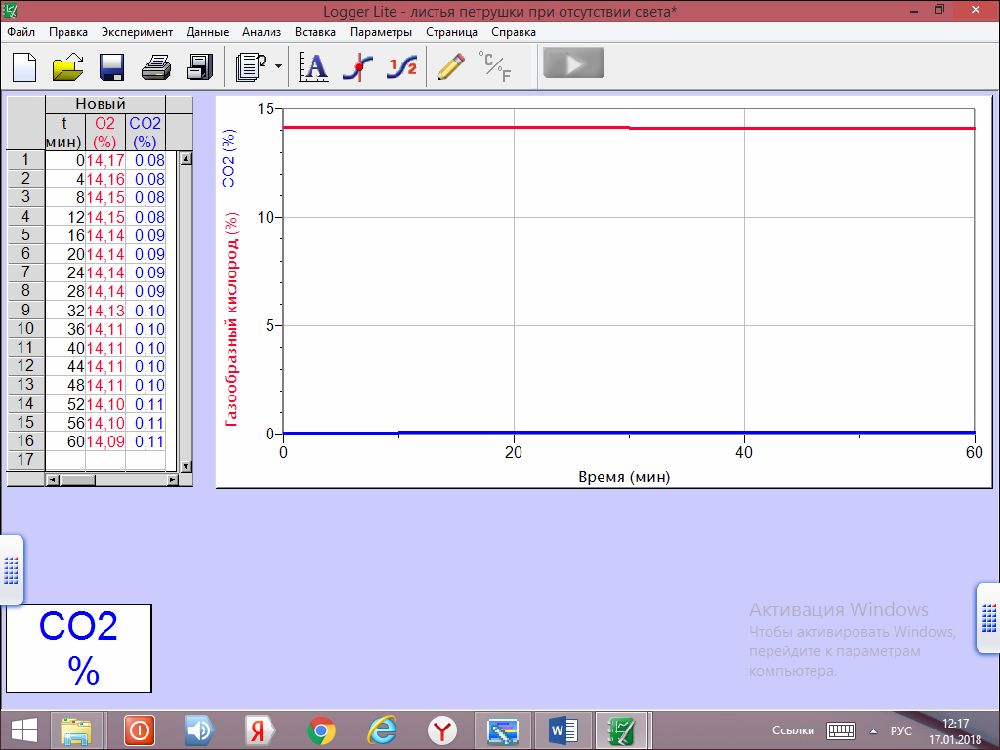 Logger Lite - листья петрушки при отсутствии света*
Файл Правка Эксперимент Данные Анализ Вставка Параметры Страница Справка
A 1/2 °C/F
Новый
t O2 CO2
мин) (%) (%)
1 0 14,17 0,08
2 4 14,16 0,08
3 8 14,15 0,08
4 12 14,15 0,08
5 16 14,14 0,09
6 20 14,14 0,09
7 24 14,14 0,09
8 28 14,14 0,09
9 32 14,13 0,10
10 36 14,11 0,10
11 40 14,11 0,10
12 44 14,11 0,10
13 48 14,11 0,10
14 52 14,10 0,11
15 56 14,10 0,11
16 60 14,09 0,11
17
Газообразный кислород (%) CO2 (%)
15
10
5
0
0 20 40 60
Время (мин)
CO2
%
Активация Windows
Чтобы активировать Windows,
перейдите к параметрам
компьютера.
Я Y W
Ссылки РУС 12:17
17.01.2018